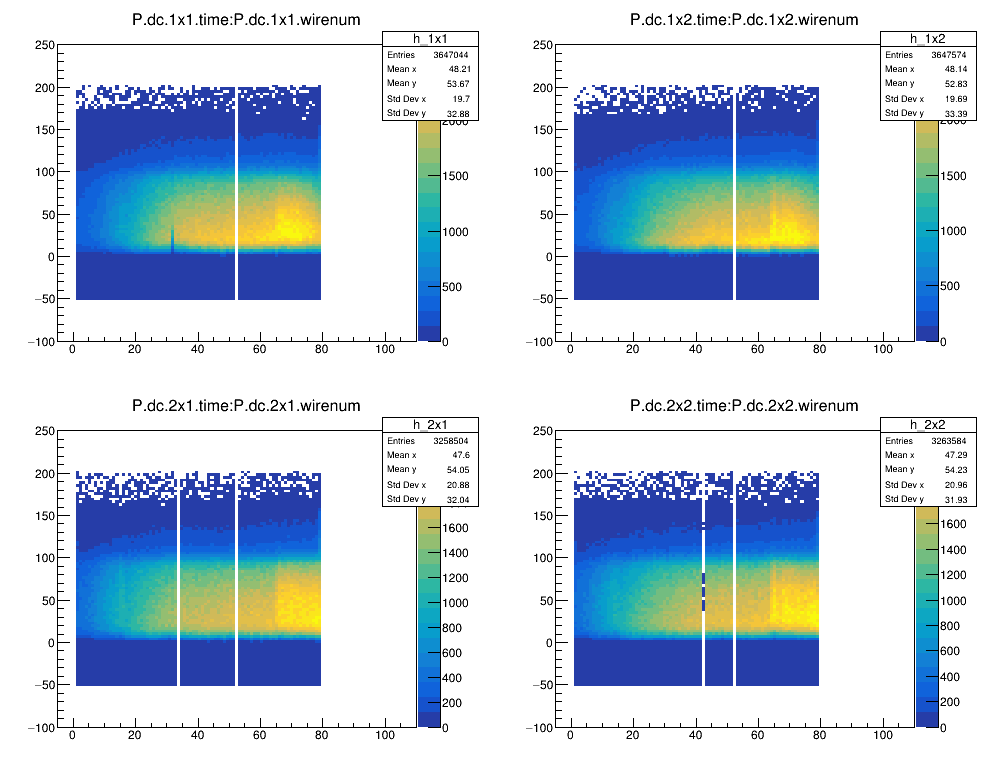 P.dc.1x1.time:P.dc.1x1.wirenum
h_1x1
Entries 3647044
Mean x 48.21
Mean y 53.67
Std Dev x 19.7
Std Dev y 32.88
250
200
150
100
50
0
−50
−100
0 20 40 60 80 100
2000
1500
1000
500
0
P.dc.1x2.time:P.dc.1x2.wirenum
h_1x2
Entries 3647574
Mean x 48.14
Mean y 52.83
Std Dev x 19.69
Std Dev y 33.39
250
200
150
100
50
0
−50
−100
0 20 40 60 80 100
2000
1500
1000
500
0
P.dc.2x1.time:P.dc.2x1.wirenum
h_2x1
Entries 3258504
Mean x 47.6
Mean y 54.05
Std Dev x 20.88
Std Dev y 32.04
250
200
150
100
50
0
−50
−100
0 20 40 60 80 100
1600
1400
1200
1000
800
600
400
200
0
P.dc.2x2.time:P.dc.2x2.wirenum
h_2x2
Entries 3263584
Mean x 47.29
Mean y 54.23
Std Dev x 20.96
Std Dev y 31.93
250
200
150
100
50
0
−50
−100
0 20 40 60 80 100
1600
1400
1200
1000
800
600
400
200
0